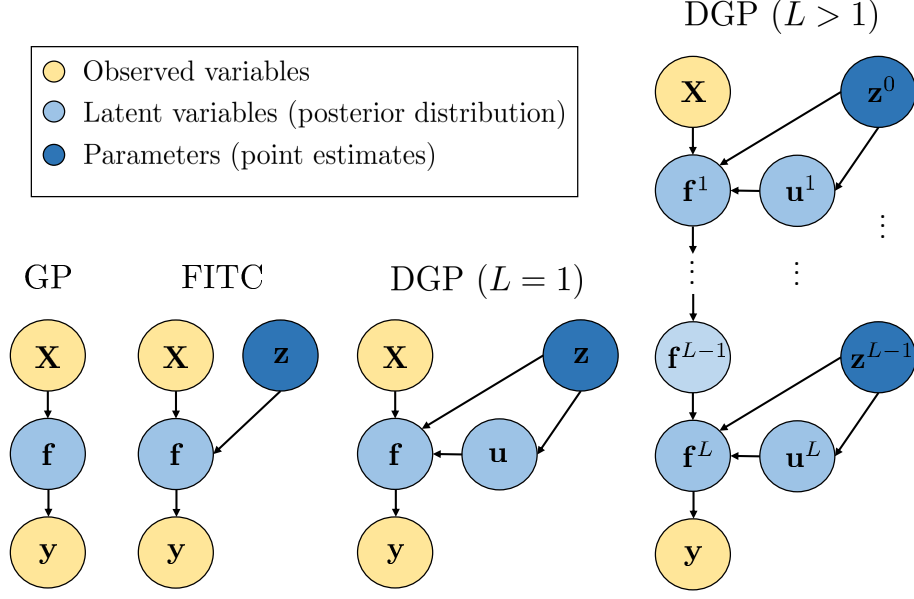 DGP (L > 1)
Observed variables
Latent variables (posterior distribution)
Parameters (point estimates)
X z⁰
f¹ u¹
⋮
⋮ ⋮
GP FITC DGP (L = 1)
X X z X z f^{L−1} z^{L−1}
f f f u f^L u^L
y y y y